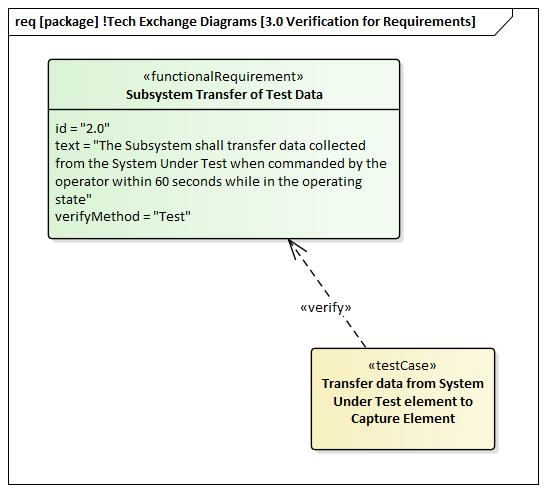 req [package] !Tech Exchange Diagrams [3.0 Verification for Requirements]
«functionalRequirement»
Subsystem Transfer of Test Data
id = "2.0"
text = "The Subsystem shall transfer data collected
from the System Under Test when commanded by the
operator within 60 seconds while in the operating
state"
verifyMethod = "Test"
«verify»
«testCase»
Transfer data from System
Under Test element to
Capture Element